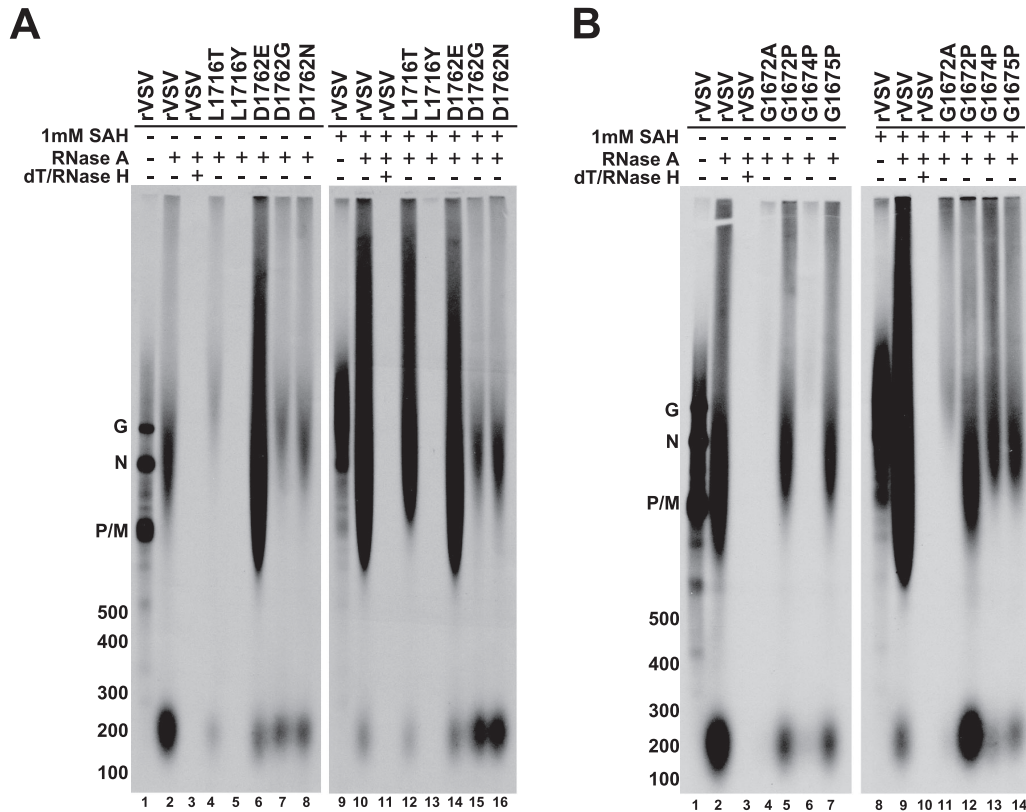 A
rVSV rVSV rVSV L1716T L1716Y D1762E D1762G D1762N rVSV rVSV rVSV L1716T L1716Y D1762E D1762G D1762N
1mM SAH - - - - - - - - + + + + + + + +
RNase A - + + + + + + + - + + + + + + +
dT/RNase H + +
G
N
P/M
500
400
300
200
100
1 2 3 4 5 6 7 8 9 10 11 12 13 14 15 16
B
rVSV rVSV rVSV G1672A G1672P G1674P G1675P rVSV rVSV rVSV G1672A G1672P G1674P G1675P
1mM SAH - - - - - - - + + + + + + +
RNase A - + + + + + + - + + + + + +
dT/RNase H + +
G
N
P/M
500
400
300
200
100
1 2 3 4 5 6 7 8 9 10 11 12 13 14